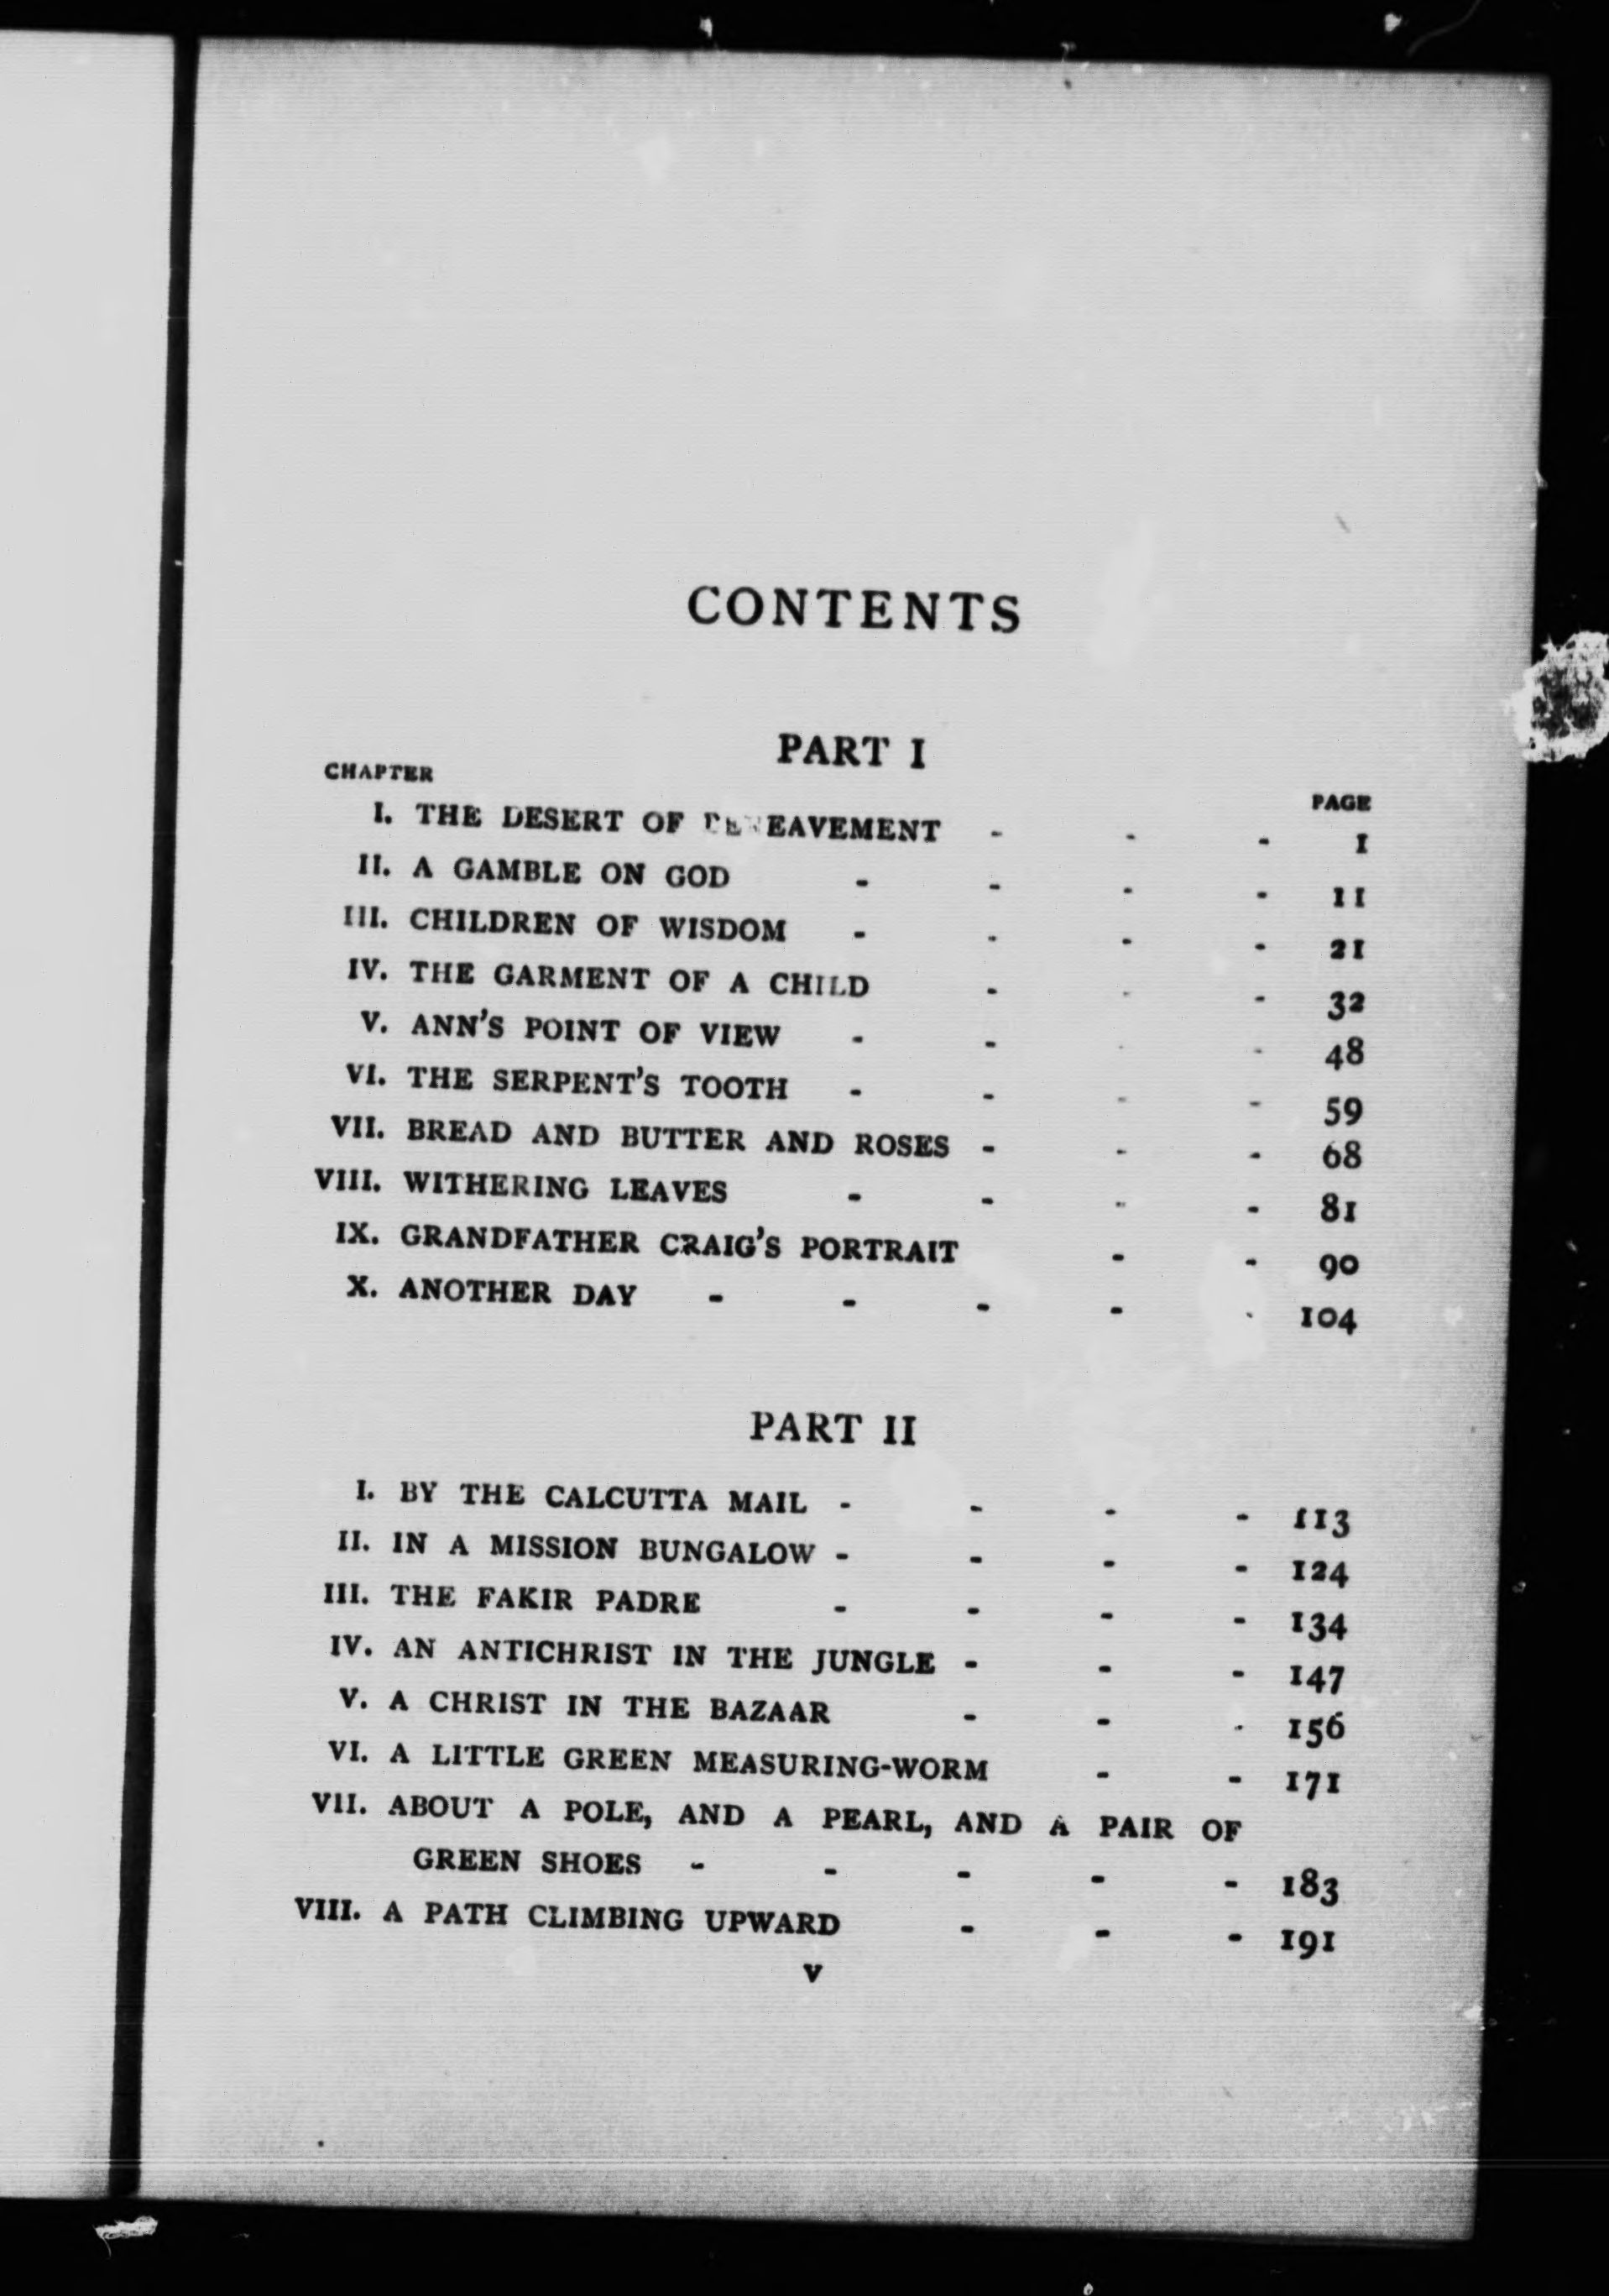 CONTENTS
PART I
CHAPTER PAGE
I. THE DESERT OF BEREAVEMENT - - - 1
II. A GAMBLE ON GOD - - - - 11
III. CHILDREN OF WISDOM - - - - 21
IV. THE GARMENT OF A CHILD - - - 32
V. ANN'S POINT OF VIEW - - - - 48
VI. THE SERPENT'S TOOTH - - - - 59
VII. BREAD AND BUTTER AND ROSES - - - 68
VIII. WITHERING LEAVES - - - - 81
IX. GRANDFATHER CRAIG'S PORTRAIT - - 90
X. ANOTHER DAY - - - - - 104
PART II
I. BY THE CALCUTTA MAIL - - - - 113
II. IN A MISSION BUNGALOW - - - - 124
III. THE FAKIR PADRE - - - - 134
IV. AN ANTICHRIST IN THE JUNGLE - - - 147
V. A CHRIST IN THE BAZAAR - - - 156
VI. A LITTLE GREEN MEASURING-WORM - - 171
VII. ABOUT A POLE, AND A PEARL, AND A PAIR OF
GREEN SHOES - - - - - 183
VIII. A PATH CLIMBING UPWARD - - - 191
v